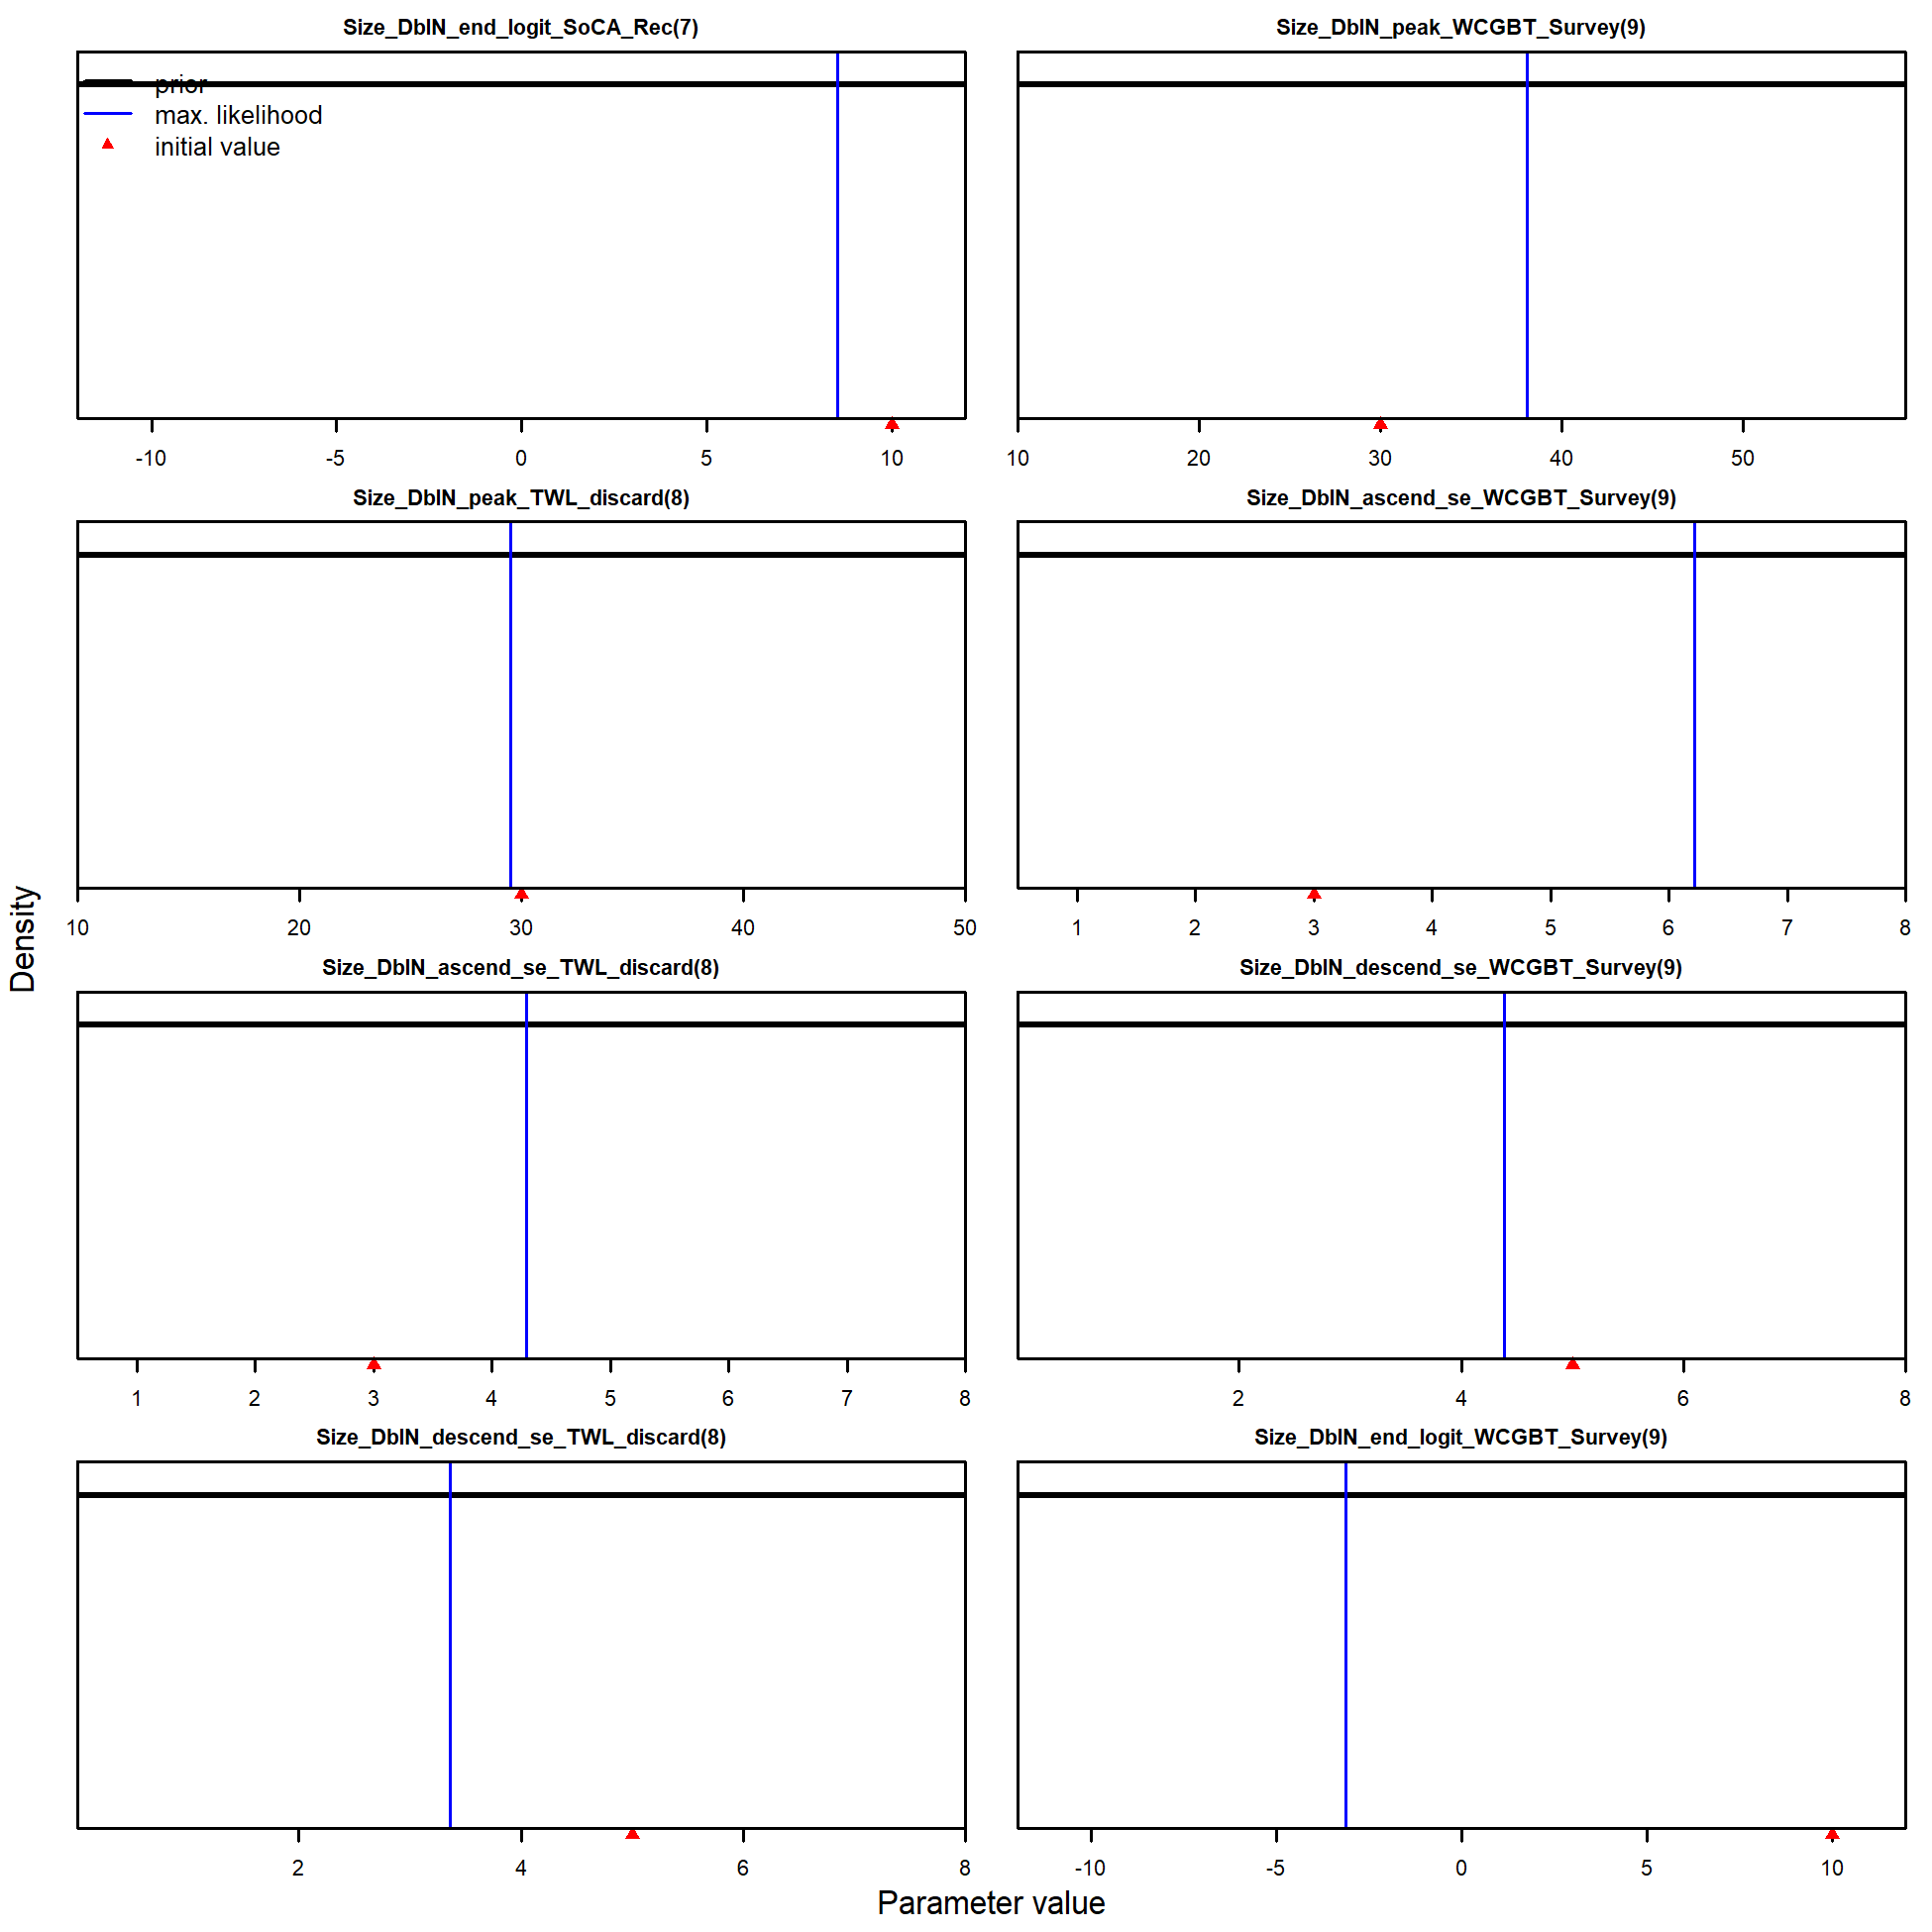 Size_DblN_end_logit_SoCA_Rec(7)
prior
max. likelihood
initial value
-10 -5 0 5 10
Size_DblN_peak_WCGBT_Survey(9)
10 20 30 40 50
Size_DblN_peak_TWL_discard(8)
10 20 30 40 50
Size_DblN_ascend_se_WCGBT_Survey(9)
1 2 3 4 5 6 7 8
Size_DblN_ascend_se_TWL_discard(8)
1 2 3 4 5 6 7 8
Size_DblN_descend_se_WCGBT_Survey(9)
2 4 6 8
Size_DblN_descend_se_TWL_discard(8)
2 4 6 8
Size_DblN_end_logit_WCGBT_Survey(9)
-10 -5 0 5 10
Density
Parameter value